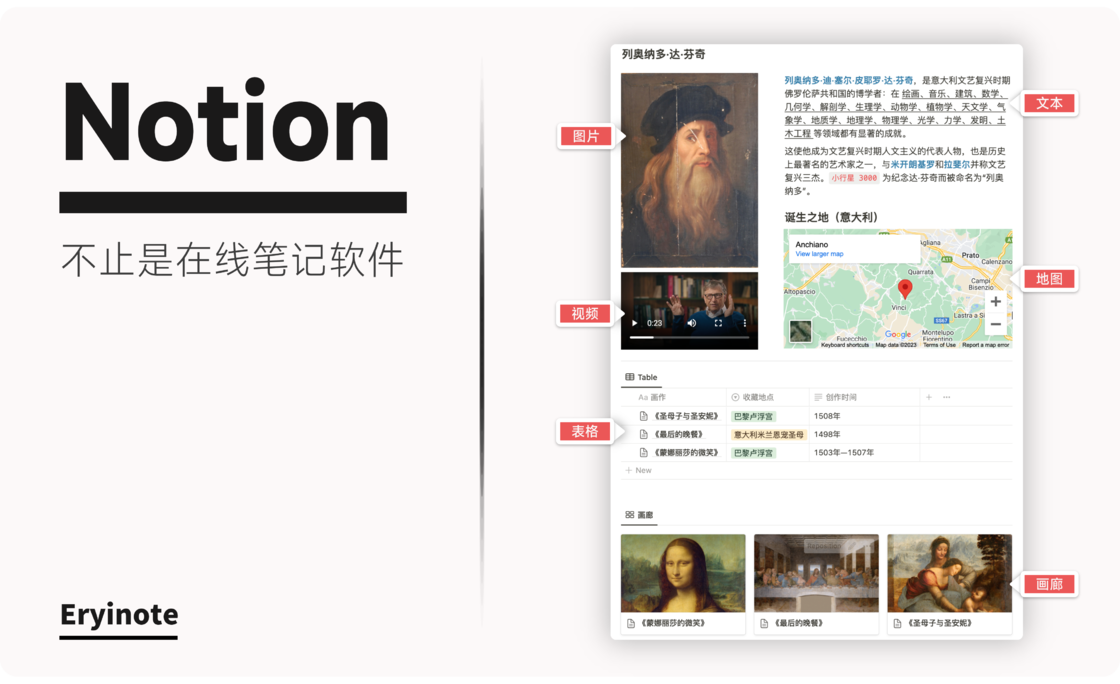 Notion
不止是在线笔记软件
Eryinote
列奥纳多·达·芬奇
图片
列奥纳多·迪·塞尔·皮耶罗·达·芬奇，是意大利文艺复兴时期
佛罗伦萨共和国的博学者：在 绘画、音乐、建筑、数学、
几何学、解剖学、生理学、动物学、植物学、天文学、气
象学、地质学、地理学、物理学、光学、力学、发明、土
木工程 等领域都有显著的成就。
文本
这使他成为文艺复兴时期人文主义的代表人物，也是历史
上最著名的艺术家之一，与米开朗基罗和拉斐尔并称文艺
复兴三杰。 小行星 3000 为纪念达·芬奇而被命名为“列奥
纳多”。
诞生之地（意大利）
Anchiano
View larger map
Agliana
Prato
A11
Calenzano
Quarrata
Campi
Bisenzio
Altopascio
Vinci
Lastra a Si
Montelupo
Fiorentino
Fucecchio
Google
Keyboard shortcuts
Map data ©2023
Terms of Use
Report a map error
地图
视频
0:23
Table
Aa 画作
收藏地点
创作时间
《圣母子与圣安妮》
巴黎卢浮宫
1508年
表格
《最后的晚餐》
意大利米兰恩宠圣母
1498年
《蒙娜丽莎的微笑》
巴黎卢浮宫
1503年—1507年
+ New
画廊
画廊
《蒙娜丽莎的微笑》
《最后的晚餐》
《圣母子与圣安妮》